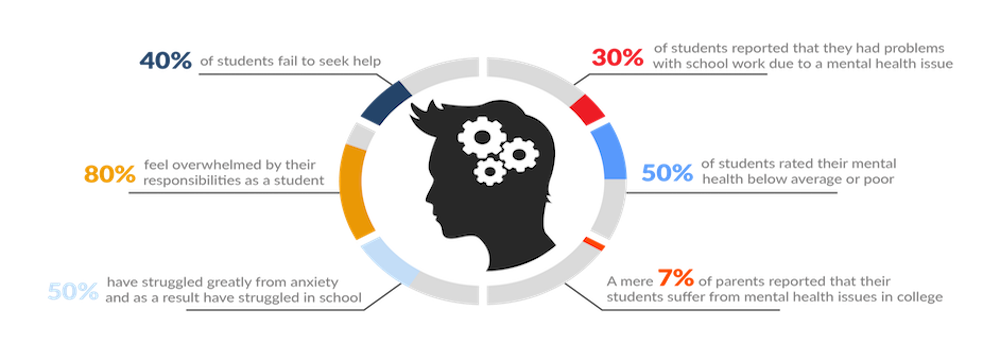 40% of students fail to seek help
80% feel overwhelmed by their
responsibilities as a student
50% have struggled greatly from anxiety
and as a result have struggled in school
30% of students reported that they had problems
with school work due to a mental health issue
50% of students rated their mental
health below average or poor
A mere 7% of parents reported that their
students suffer from mental health issues in college